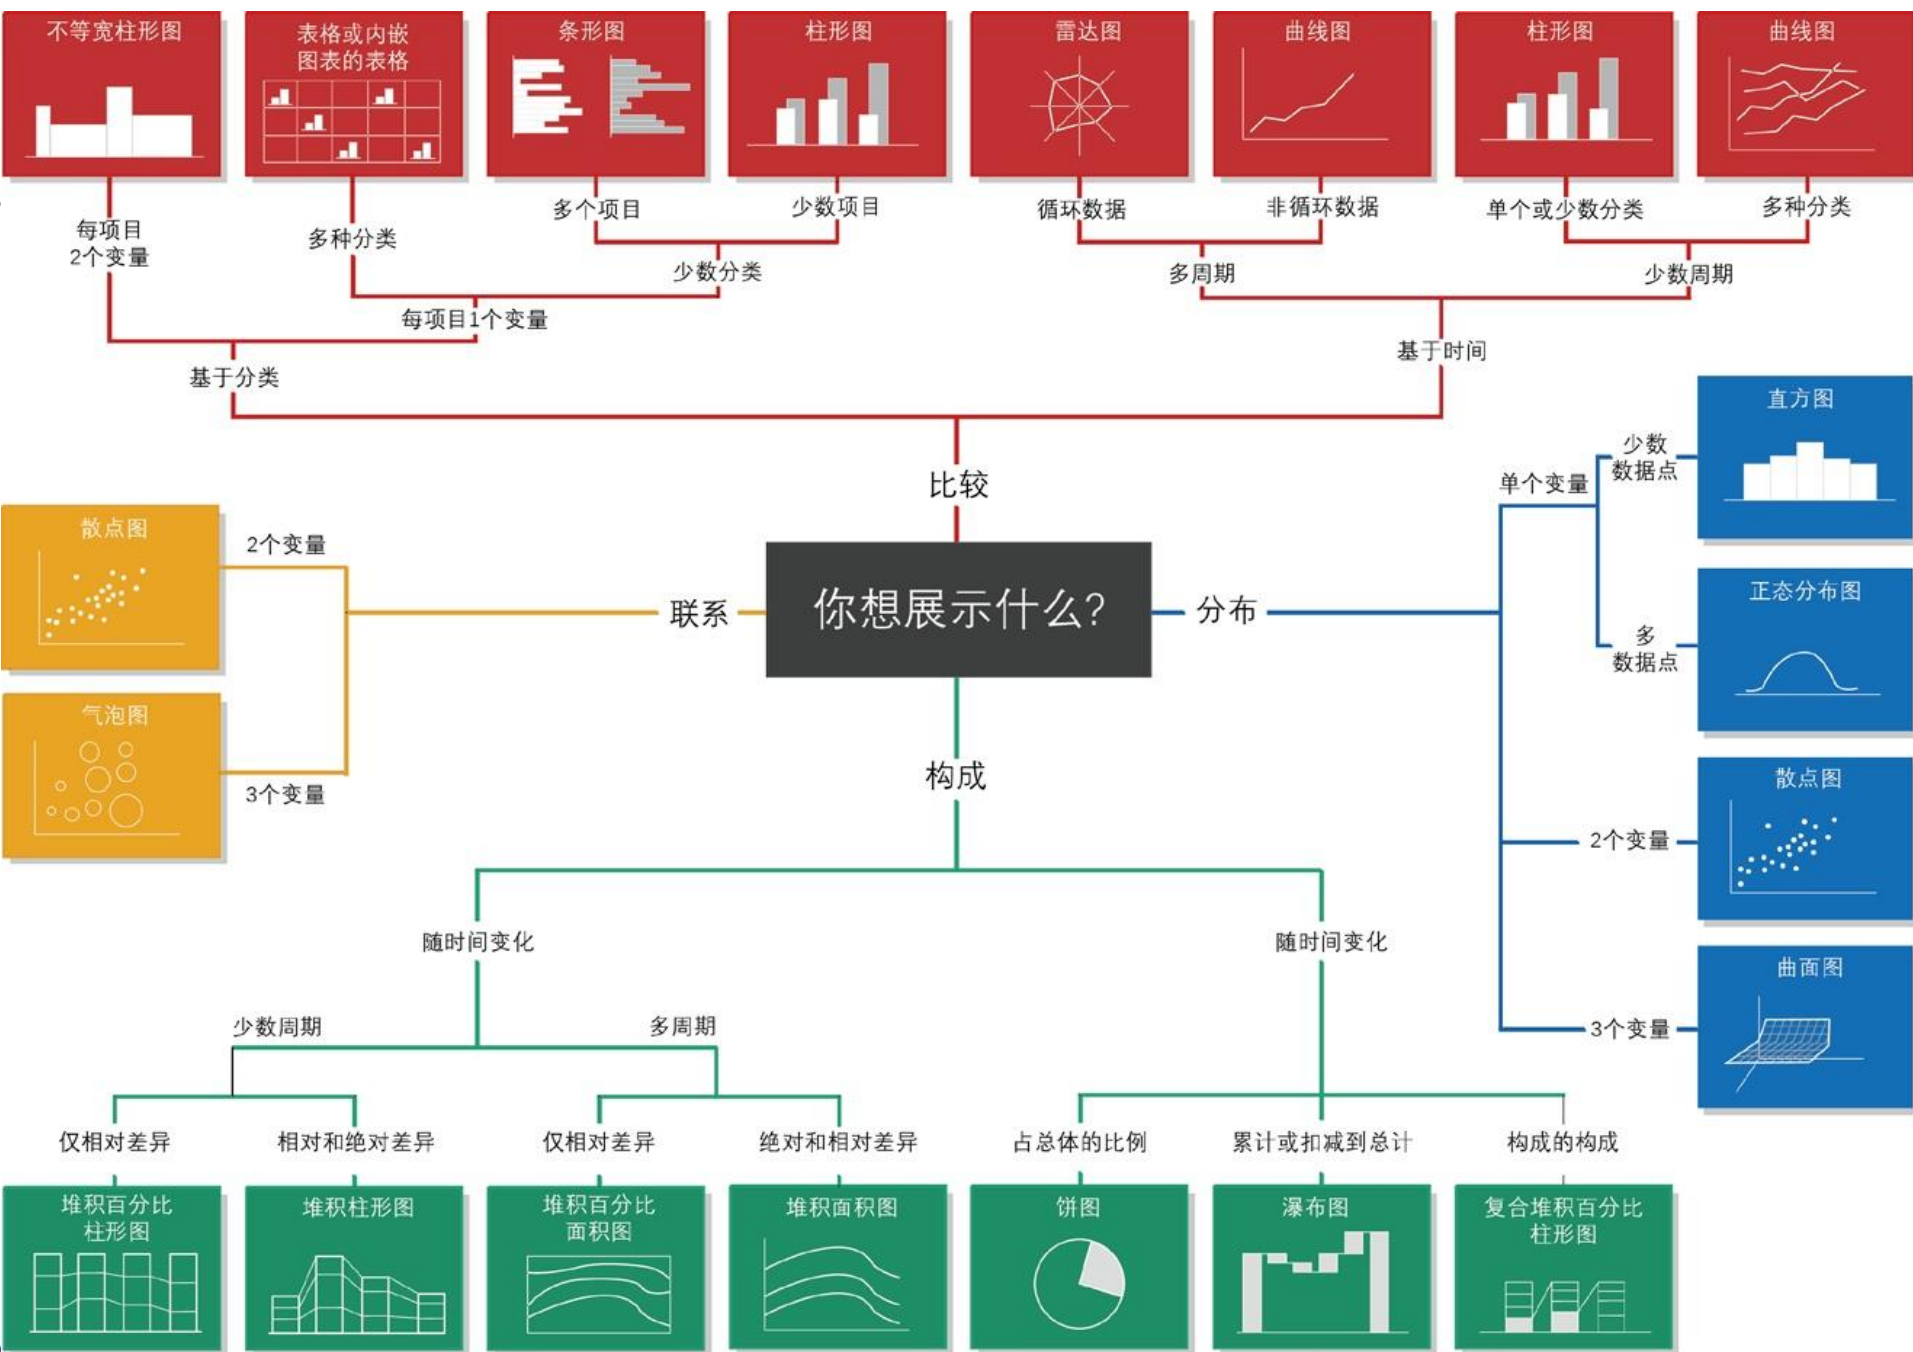 不等宽柱形图
表格或内嵌
图表的表格
条形图
柱形图
雷达图
曲线图
柱形图
曲线图
每项目
2个变量
多种分类
多个项目
少数项目
循环数据
非循环数据
单个或少数分类
多种分类
少数分类
多周期
少数周期
每项目1个变量
基于分类
基于时间
比较
直方图
少数
数据点
单个变量
散点图
2个变量
联系
你想展示什么?
分布
正态分布图
多
数据点
气泡图
3个变量
构成
散点图
2个变量
曲面图
3个变量
随时间变化
随时间变化
少数周期
多周期
仅相对差异
相对和绝对差异
仅相对差异
绝对和相对差异
占总体的比例
累计或扣减到总计
构成的构成
堆积百分比
柱形图
堆积柱形图
堆积百分比
面积图
堆积面积图
饼图
瀑布图
复合堆积百分比
柱形图